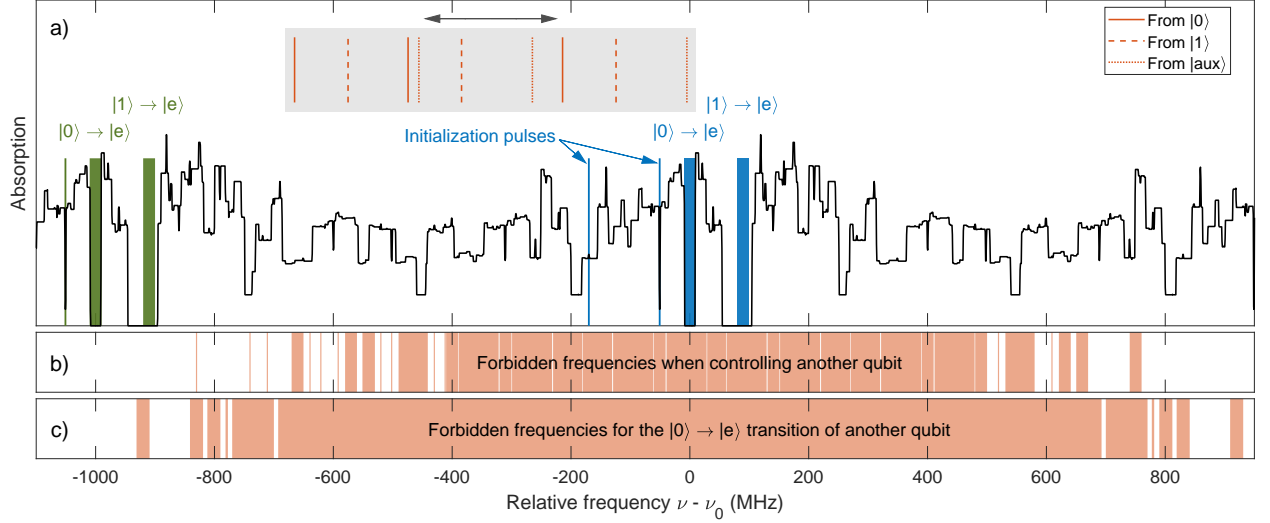 a)
From |0⟩
From |1⟩
From |aux⟩
|1⟩ → |e⟩
|0⟩ → |e⟩
Initialization pulses
|1⟩ → |e⟩
|0⟩ → |e⟩
Absorption
b)
Forbidden frequencies when controlling another qubit
c)
Forbidden frequencies for the |0⟩ → |e⟩ transition of another qubit
-1000 -800 -600 -400 -200 0 200 400 600 800
Relative frequency ν - ν₀ (MHz)